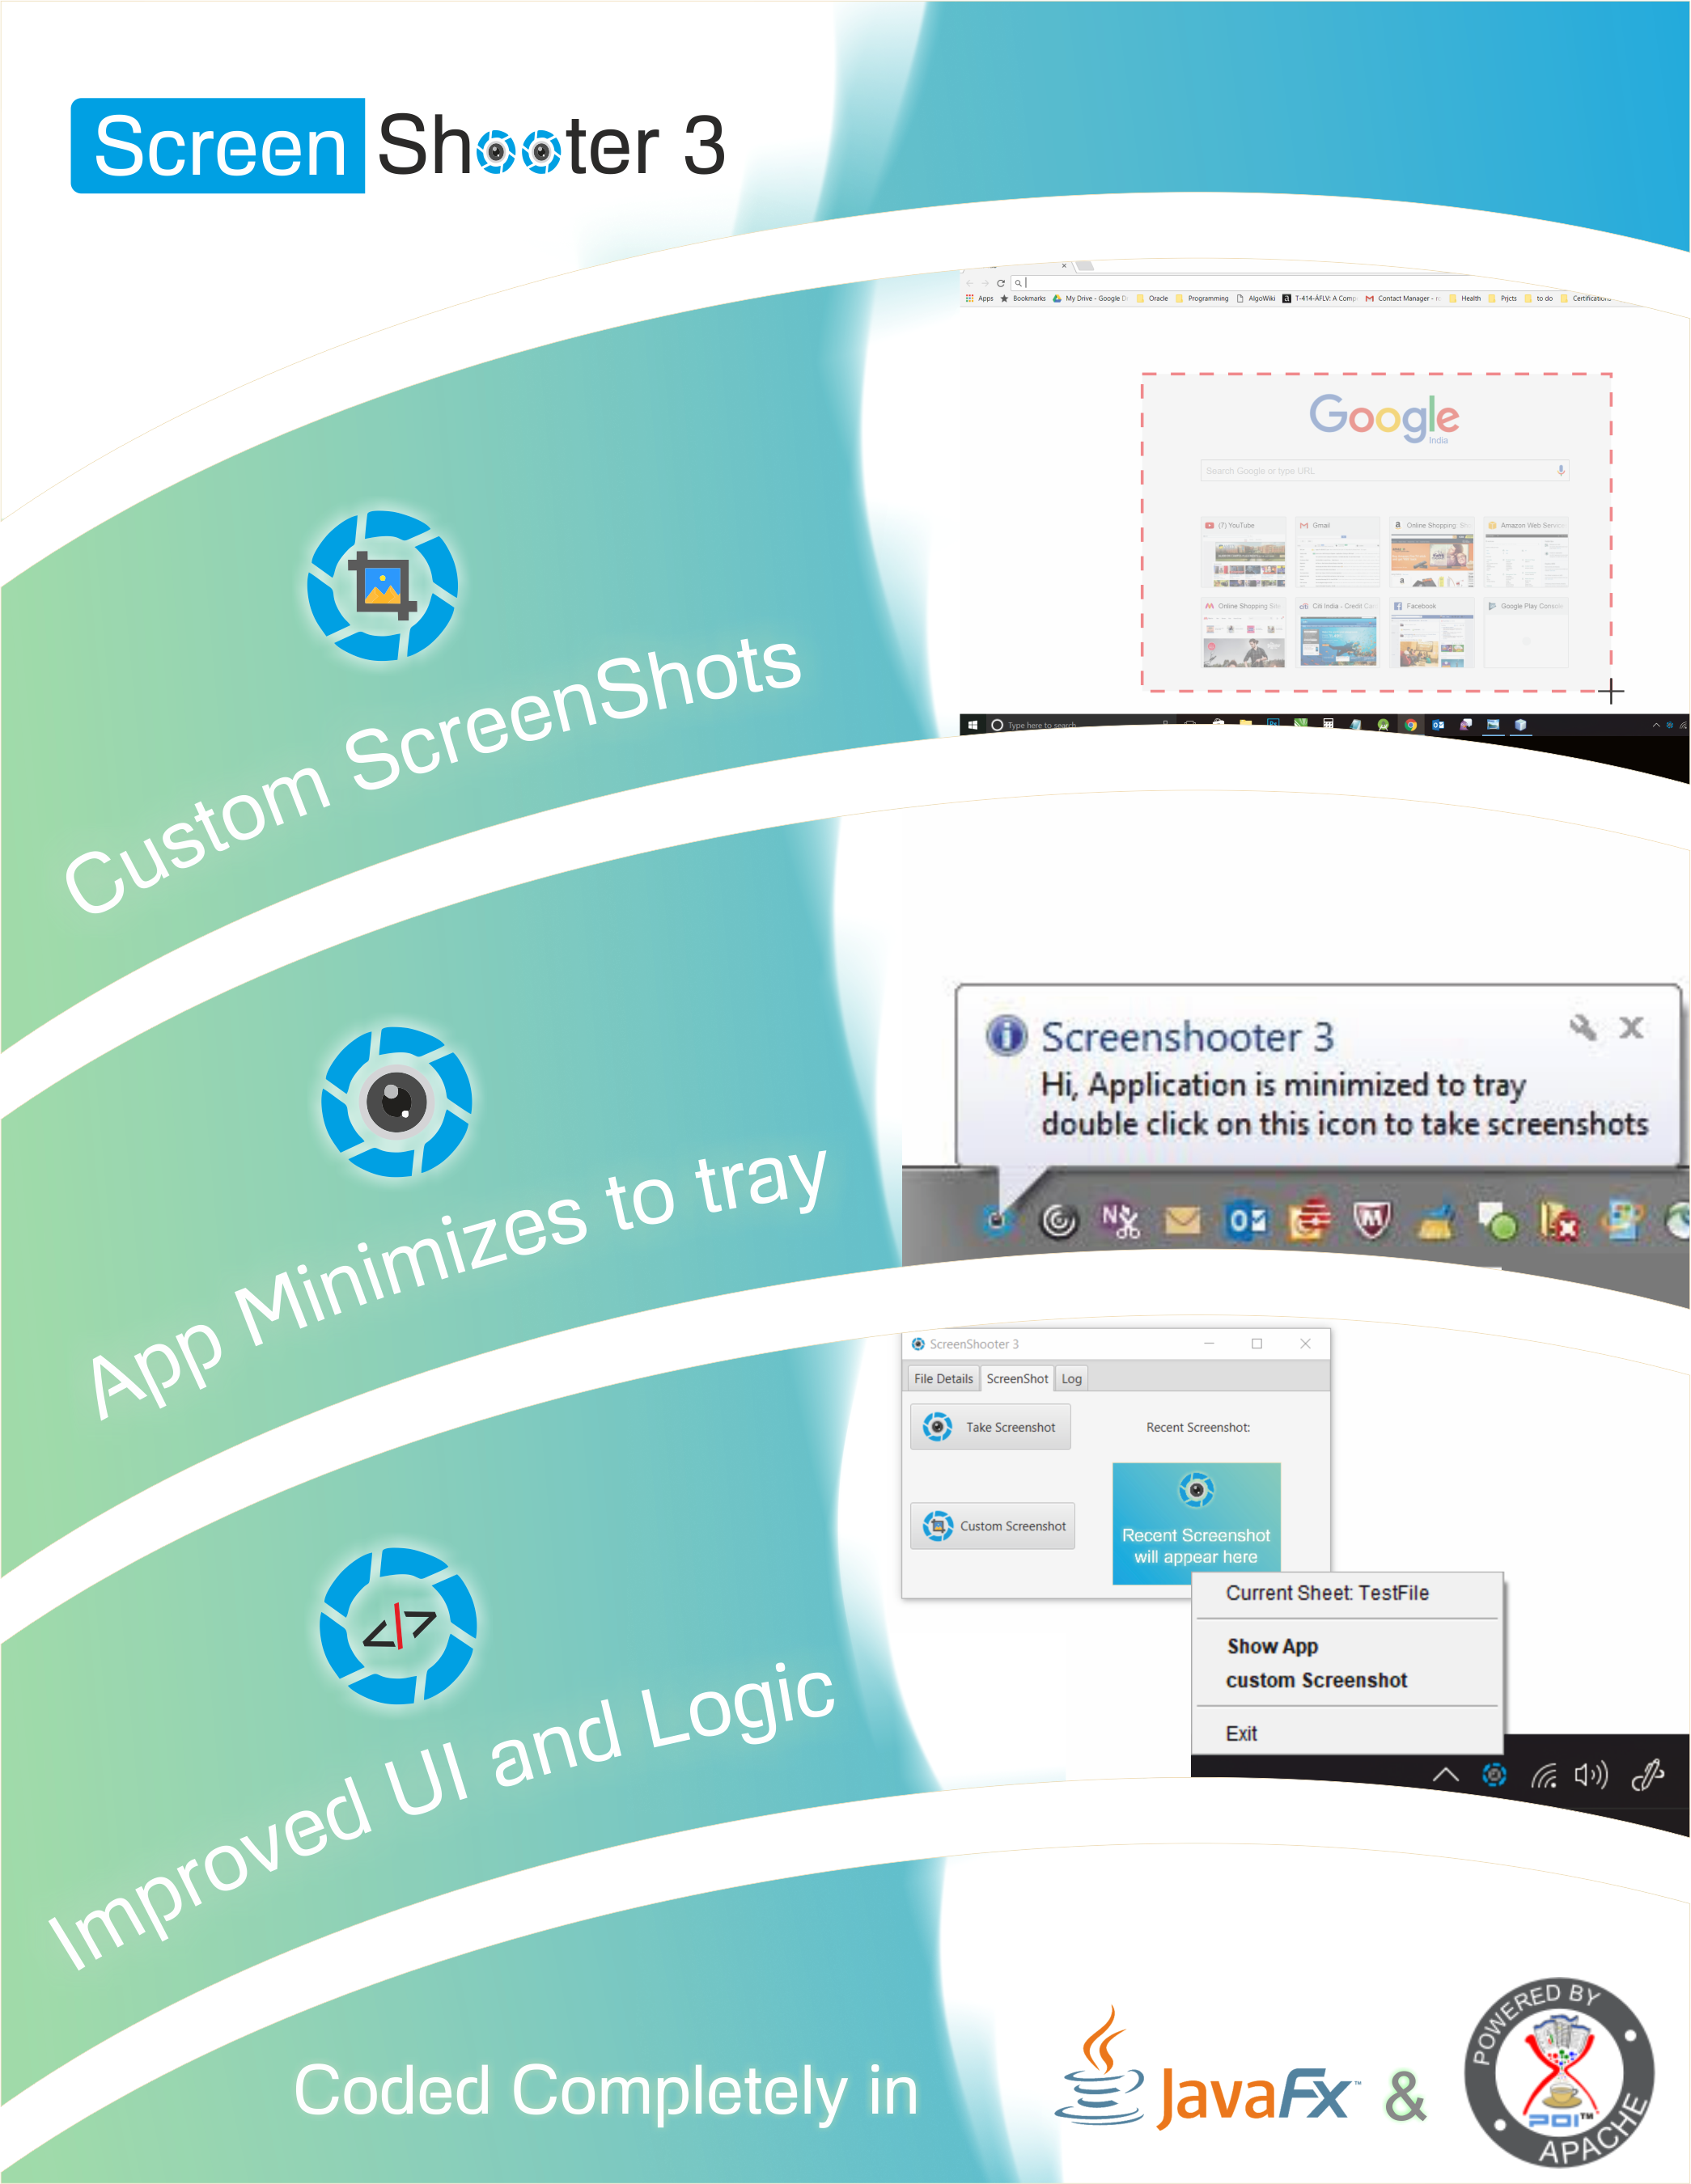 Screen Shooter 3
Apps Bookmarks My Drive - Google D Oracle Programming AlgoWiki T-414-ÁFLV: A Comp Contact Manager - Health Prjcts to do Certifications
Google
India
Search Google or type URL
(7) YouTube Gmail Online Shopping: Amazon Web Service
Online Shopping Citi India - Credit Facebook Google Play Console
Type here to search
Custom ScreenShots
Screenshooter 3
Hi, Application is minimized to tray
double click on this icon to take screenshots
App Minimizes to tray
ScreenShooter 3
File Details ScreenShot Log
Take Screenshot
Recent Screenshot:
Custom Screenshot
Recent Screenshot
will appear here
Current Sheet: TestFile
Show App
custom Screenshot
Exit
</>
Improved UI and Logic
Coded Completely in
JavaFx™ &
POWERED BY
POI™
APACHE